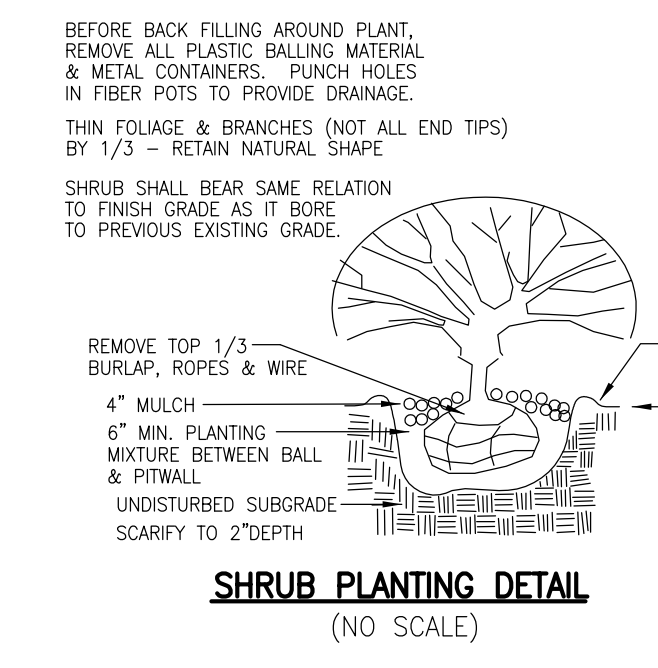 BEFORE BACK FILLING AROUND PLANT,
REMOVE ALL PLASTIC BALLING MATERIAL
& METAL CONTAINERS. PUNCH HOLES
IN FIBER POTS TO PROVIDE DRAINAGE.
THIN FOLIAGE & BRANCHES (NOT ALL END TIPS)
BY 1/3 – RETAIN NATURAL SHAPE
SHRUB SHALL BEAR SAME RELATION
TO FINISH GRADE AS IT BORE
TO PREVIOUS EXISTING GRADE.
REMOVE TOP 1/3
BURLAP, ROPES & WIRE
4" MULCH
6" MIN. PLANTING
MIXTURE BETWEEN BALL
& PITWALL
UNDISTURBED SUBGRADE
SCARIFY TO 2"DEPTH
SHRUB PLANTING DETAIL
(NO SCALE)